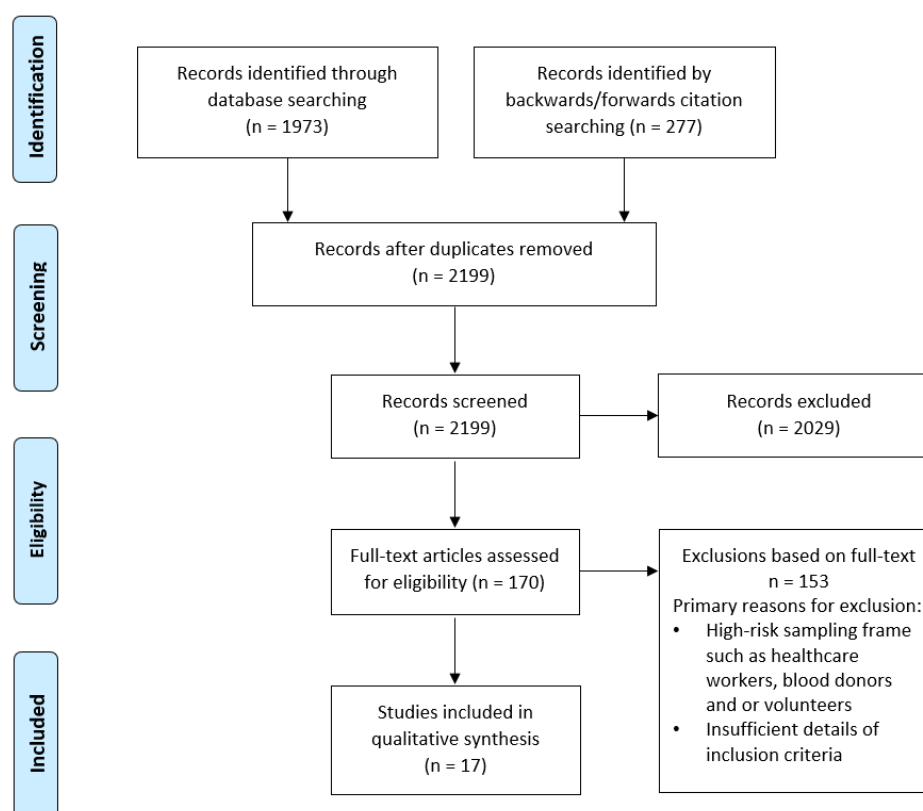 Identification
Records identified through
database searching
(n = 1973)
Records identified by
backwards/forwards citation
searching (n = 277)
Screening
Records after duplicates removed
(n = 2199)
Records screened
(n = 2199)
Records excluded
(n = 2029)
Eligibility
Full-text articles assessed
for eligibility (n = 170)
Exclusions based on full-text
n = 153
Primary reasons for exclusion:
• High-risk sampling frame
such as healthcare
workers, blood donors
and or volunteers
• Insufficient details of
inclusion criteria
Included
Studies included in
qualitative synthesis
(n = 17)